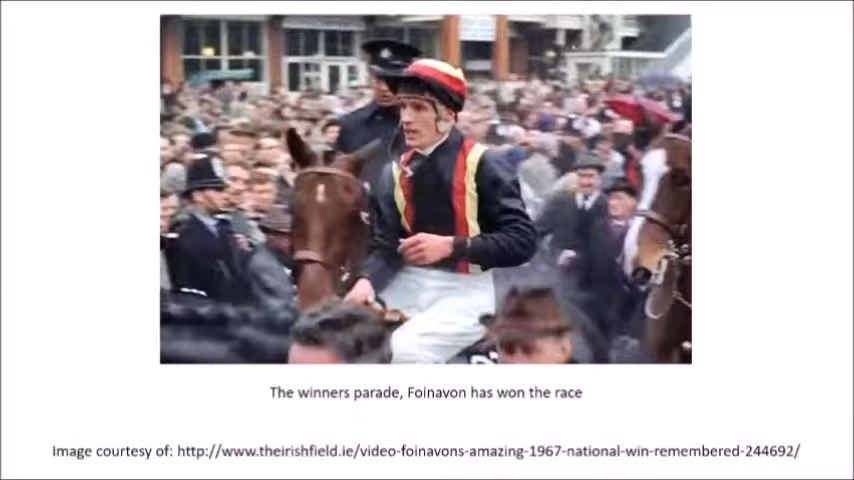 The winners parade, Foinavon has won the race
Image courtesy of: http://www.theirishfield.ie/video-foinavons-amazing-1967-national-win-remembered-244692/